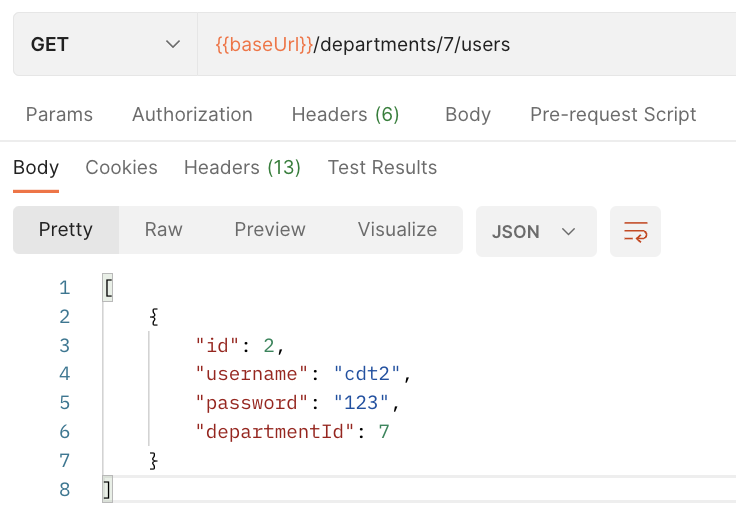 GET {{baseUrl}}/departments/7/users
Params Authorization Headers (6) Body Pre-request Script
Body Cookies Headers (13) Test Results
Pretty Raw Preview Visualize JSON
1 [
2 {
3 "id": 2,
4 "username": "cdt2",
5 "password": "123",
6 "departmentId": 7
7 }
8 ]